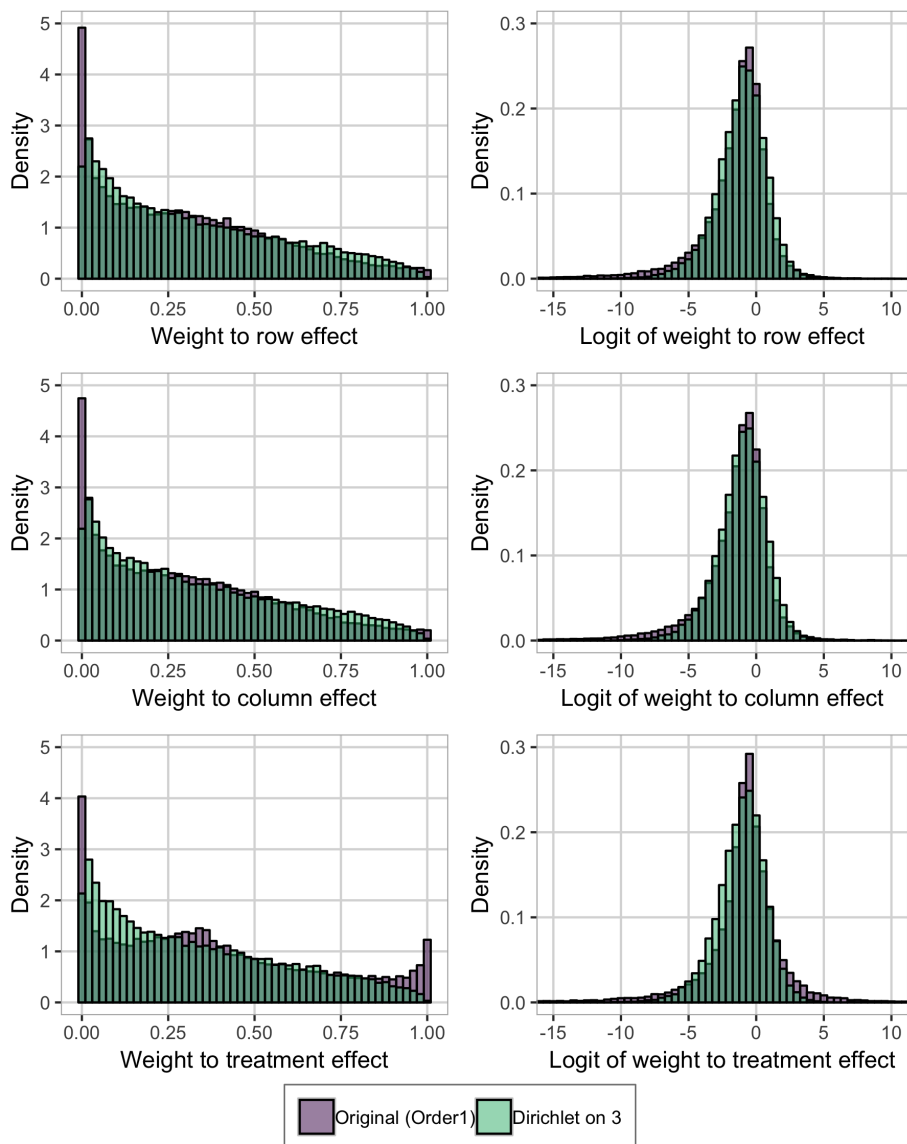 5
4
3
2
1
0
Density
0.00 0.25 0.50 0.75 1.00
Weight to row effect
0.3
0.2
0.1
0.0
Density
-15 -10 -5 0 5 10
Logit of weight to row effect
5
4
3
2
1
0
Density
0.00 0.25 0.50 0.75 1.00
Weight to column effect
0.3
0.2
0.1
0.0
Density
-15 -10 -5 0 5 10
Logit of weight to column effect
5
4
3
2
1
0
Density
0.00 0.25 0.50 0.75 1.00
Weight to treatment effect
0.3
0.2
0.1
0.0
Density
-15 -10 -5 0 5 10
Logit of weight to treatment effect
Original (Order1) Dirichlet on 3